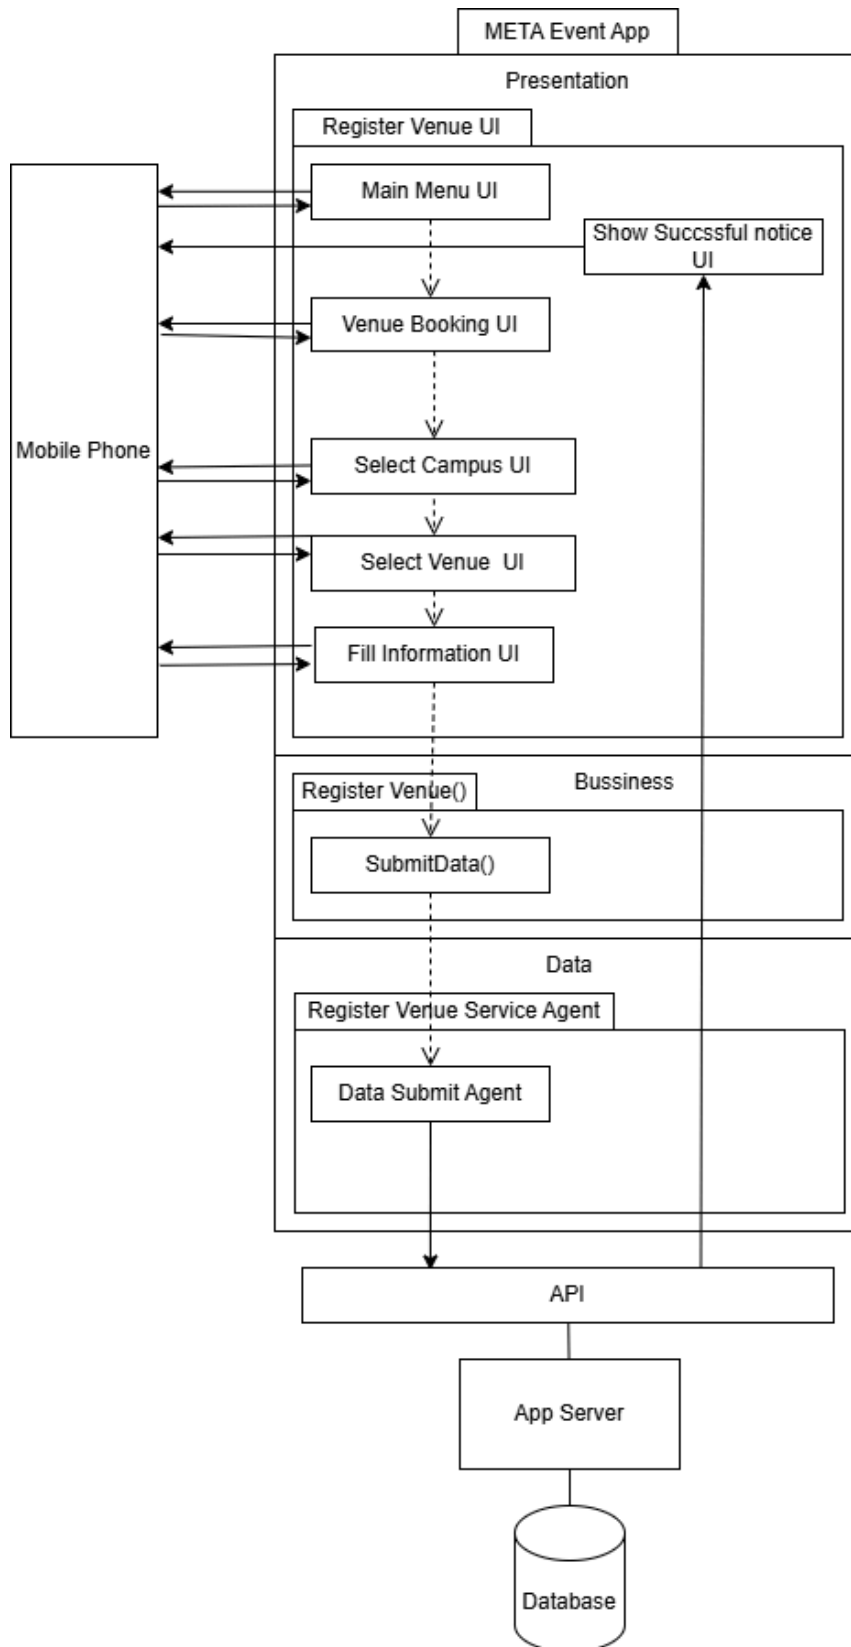 META Event App
Presentation
Register Venue UI
Main Menu UI
Show Succssful notice
UI
Venue Booking UI
Mobile Phone
Select Campus UI
Select Venue  UI
Fill Information UI
Bussiness
Register Venue()
SubmitData()
Data
Register Venue Service Agent
Data Submit Agent
API
App Server
Database